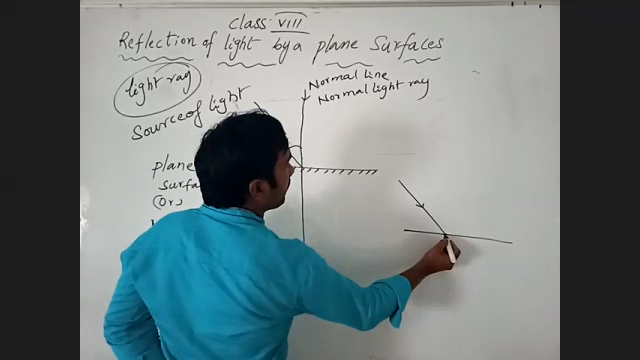 Class: VIII
Reflection of light by a plane Surfaces
light ray
Source of light
Normal line
Normal light ray
plane
(Or)